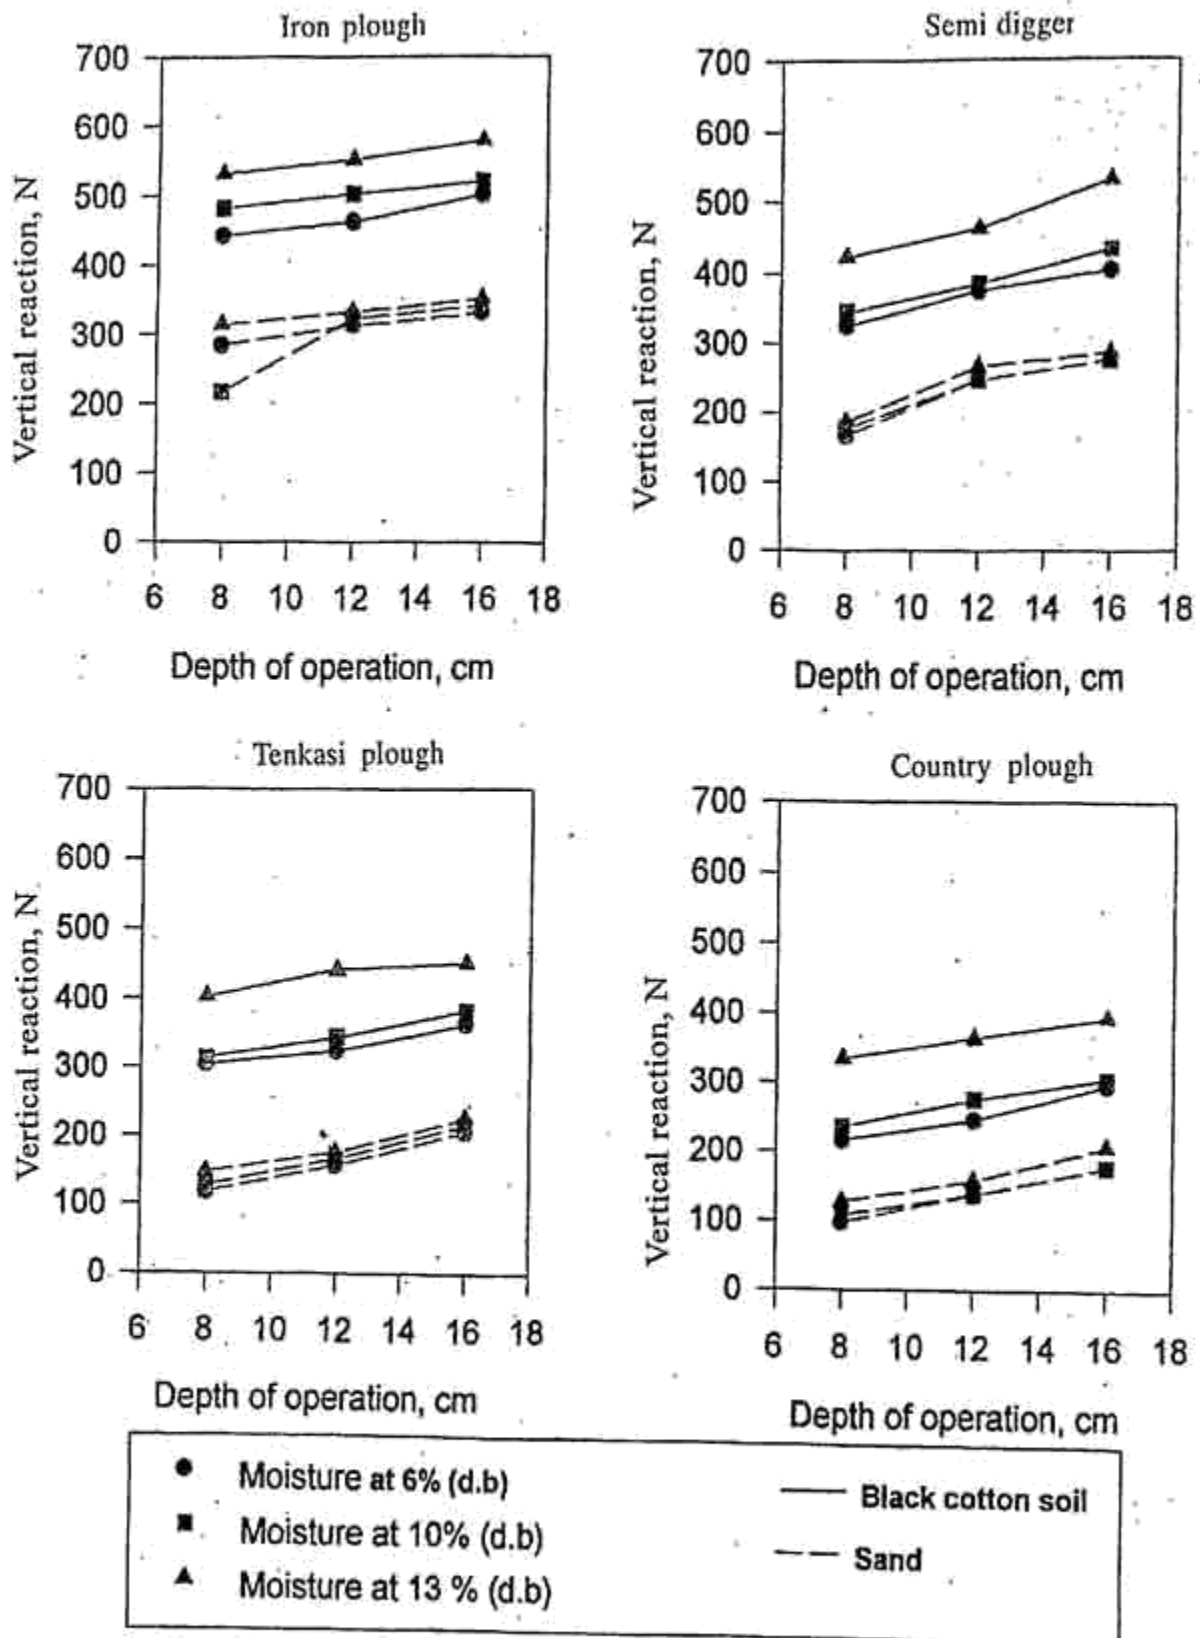 Iron plough
700
600
500
400
300
200
100
0
Vertical reaction, N
6 8 10 12 14 16 18
Depth of operation, cm
Semi digger
700
600
500
400
300
200
100
0
Vertical reaction, N
6 8 10 12 14 16 18
Depth of operation, cm
Tenkasi plough
700
600
500
400
300
200
100
0
Vertical reaction, N
6 8 10 12 14 16 18
Depth of operation, cm
Country plough
700
600
500
400
300
200
100
0
Vertical reaction, N
6 8 10 12 14 16 18
Depth of operation, cm
Moisture at 6% (d.b)
Moisture at 10% (d.b)
Moisture at 13 % (d.b)
Black cotton soil
Sand